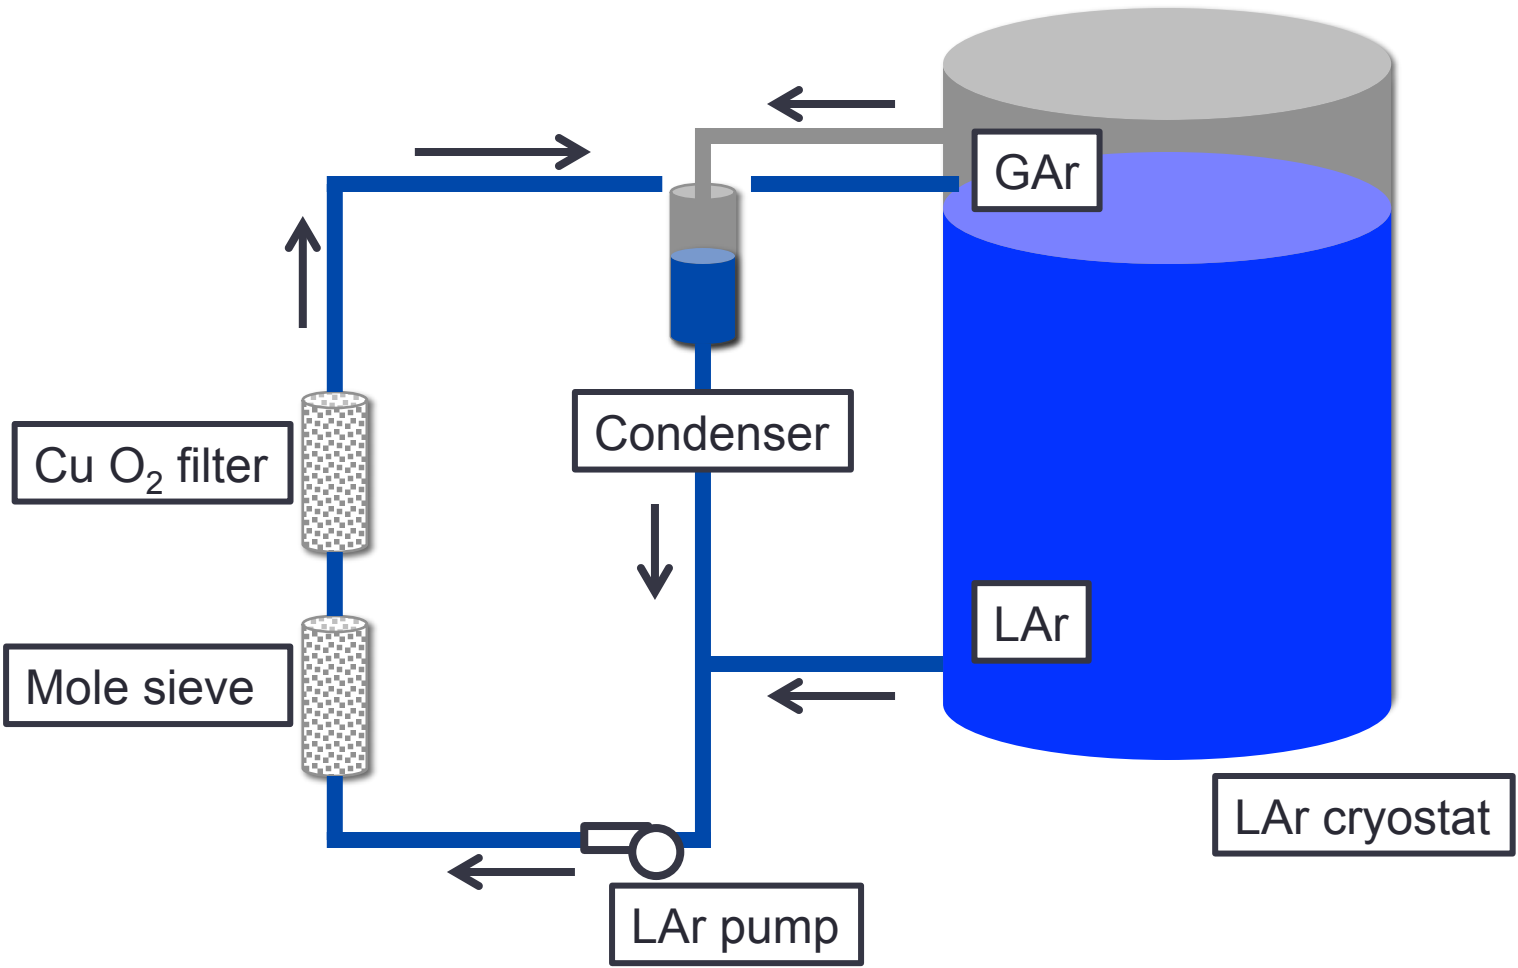 GAr
Cu O₂ filter
Condenser
LAr
Mole sieve
LAr cryostat
LAr pump